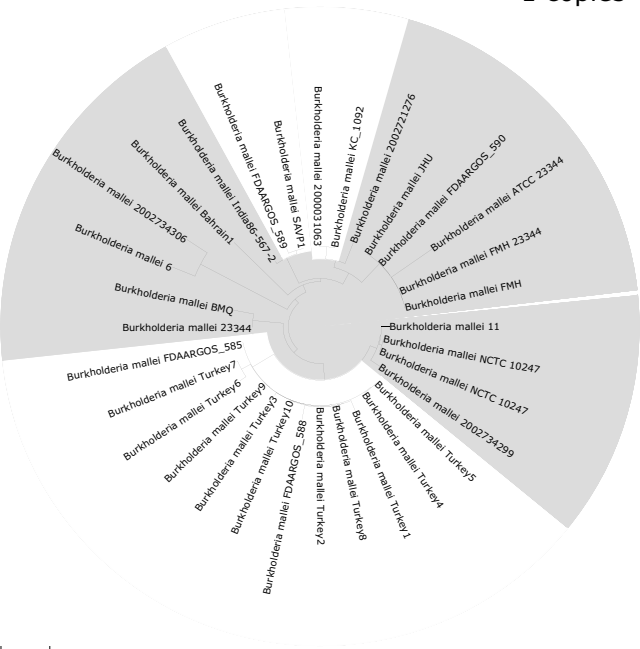 Burkholderia mallei 2000031063
Burkholderia mallei KC_1092
Burkholderia mallei 2002721276
Burkholderia mallei JHU
Burkholderia mallei FDAARGOS_590
Burkholderia mallei ATCC 23344
Burkholderia mallei FMH 23344
Burkholderia mallei FMH
Burkholderia mallei 11
Burkholderia mallei NCTC 10247
Burkholderia mallei NCTC 10247
Burkholderia mallei 2002734299
Burkholderia mallei Turkey5
Burkholderia mallei Turkey4
Burkholderia mallei Turkey1
Burkholderia mallei Turkey8
Burkholderia mallei Turkey2
Burkholderia mallei FDAARGOS_588
Burkholderia mallei Turkey10
Burkholderia mallei Turkey3
Burkholderia mallei Turkey9
Burkholderia mallei Turkey6
Burkholderia mallei Turkey7
Burkholderia mallei FDAARGOS_585
Burkholderia mallei 23344
Burkholderia mallei BMQ
Burkholderia mallei 6
Burkholderia mallei 2002734306
Burkholderia mallei Bahrain1
Burkholderia mallei India86-567-2
Burkholderia mallei FDAARGOS_589
Burkholderia mallei SAVP1